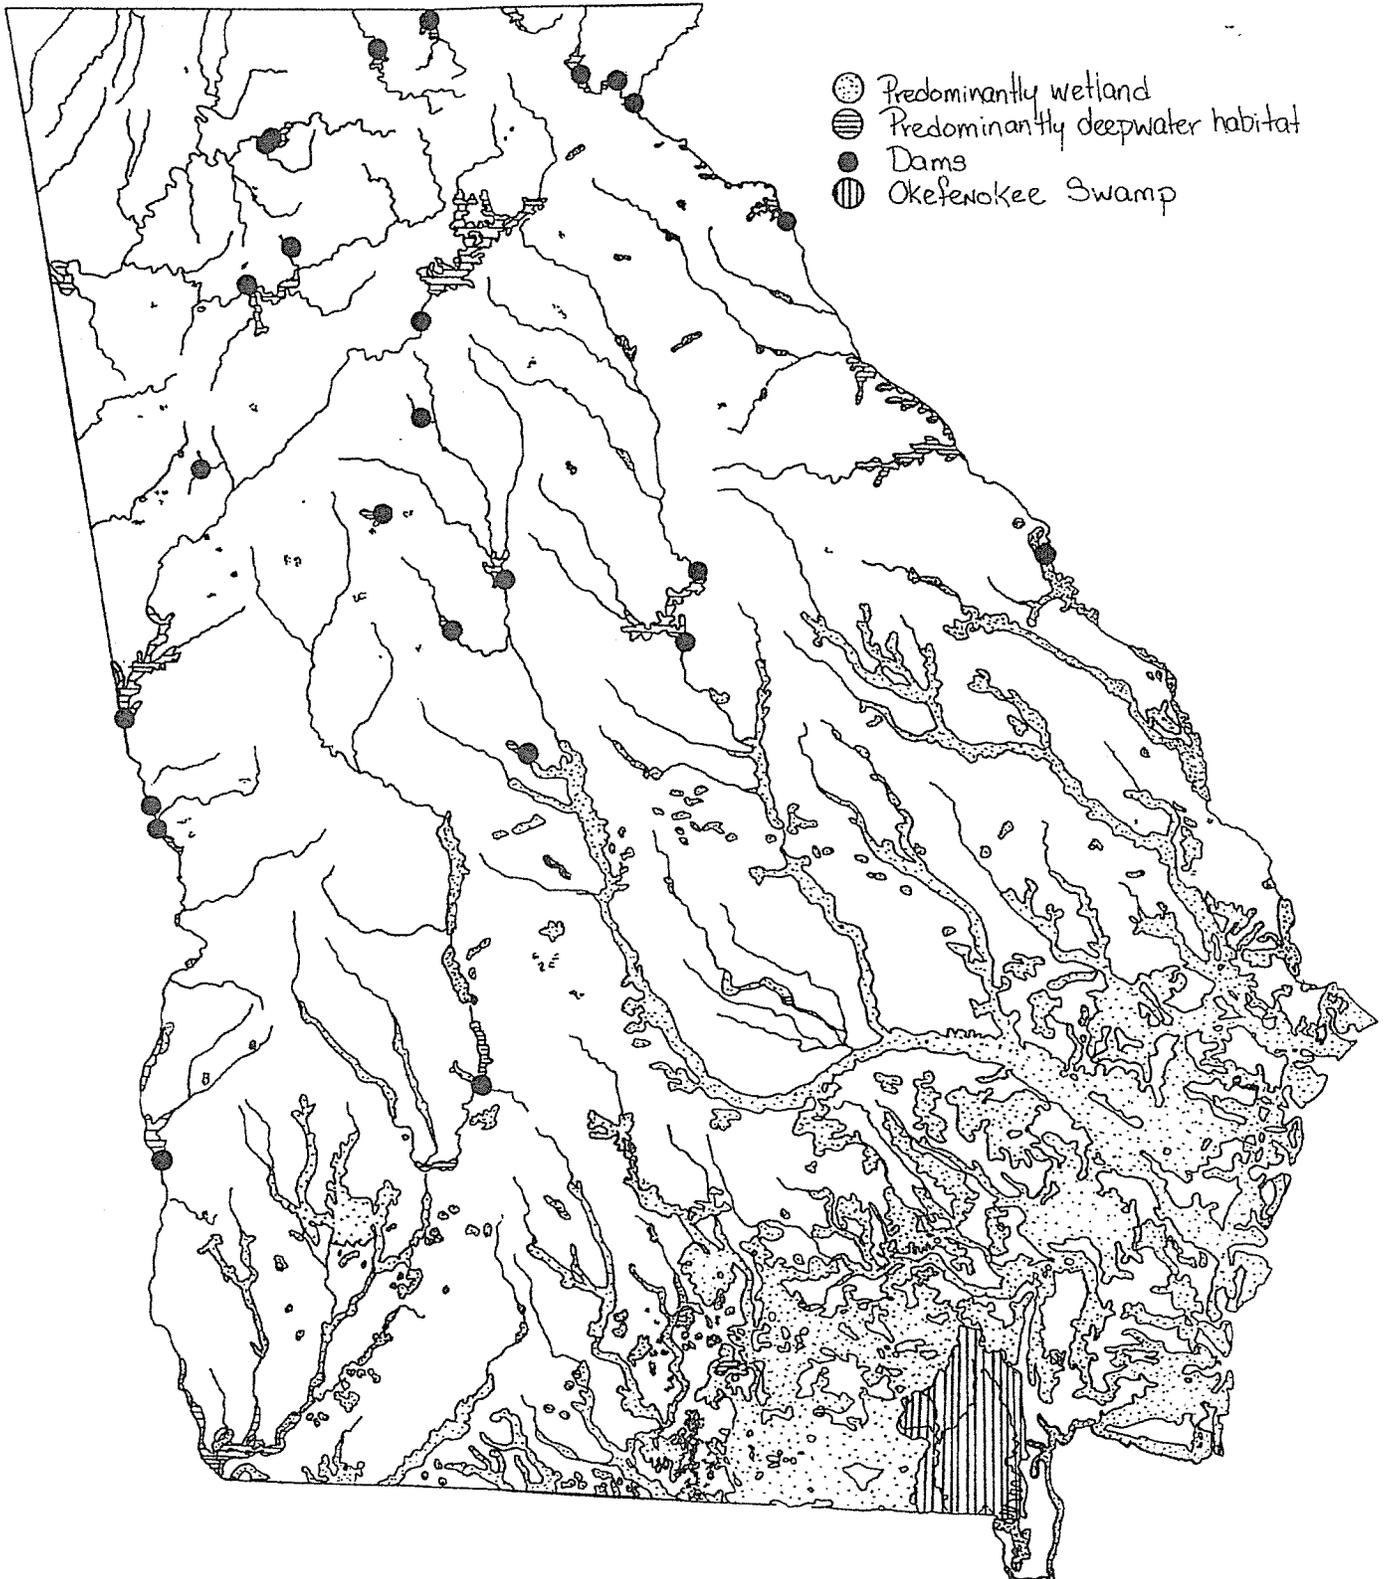 Predominantly wetland
Predominantly deepwater habitat
Dams
Okefenokee Swamp